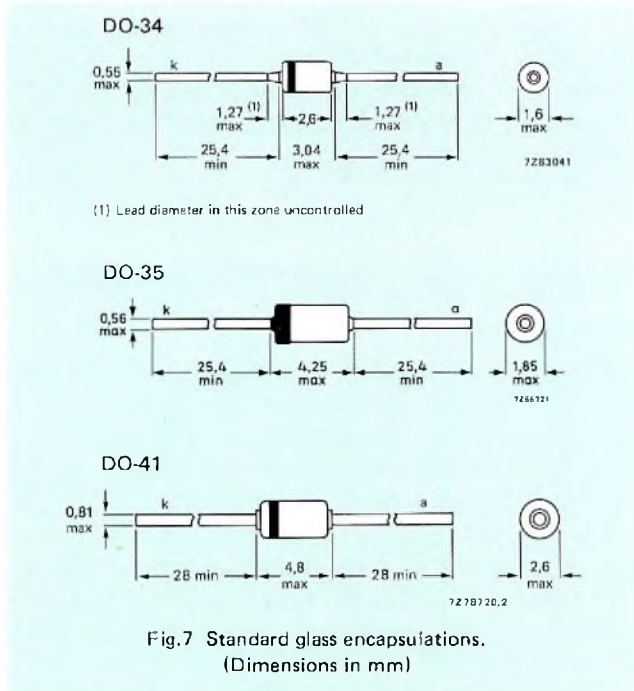 DO-34
0,55
max
k
a
1,27 (1)
max
2,6
1,27 (1)
max
25,4
min
3,04
max
25,4
min
1,6
max
7Z83041
(1) Lead diameter in this zone uncontrolled
DO-35
0,56
max
k
a
25,4
min
4,25
max
25,4
min
1,85
max
7Z66721
DO-41
0,81
max
k
a
28 min
4,8
max
28 min
2,6
max
7Z78720.2
Fig.7 Standard glass encapsulations.
(Dimensions in mm)